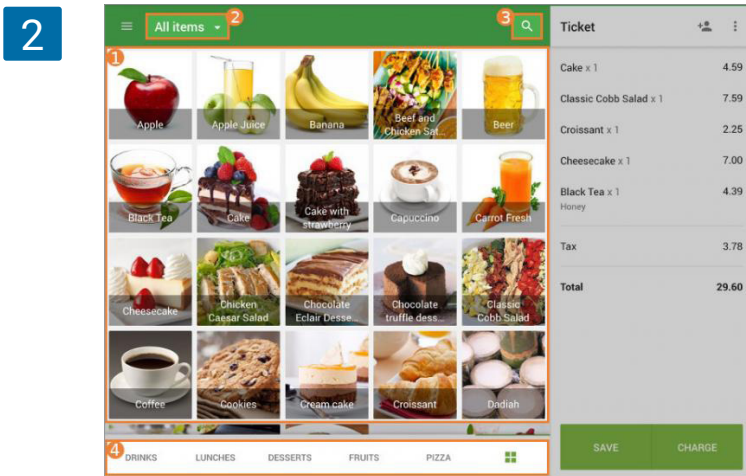 2
All items
2
3
1
Apple
Apple Juice
Banana
Beef and
Chicken Sat...
Beer
Black Tea
Cake
Cake with
strawberry
Capuccino
Carrot Fresh
Cheesecake
Chicken
Caesar Salad
Chocolate
Eclair Desse...
Chocolate
truffle dess...
Classic
Cobb Salad
Coffee
Cookies
Cream cake
Croissant
Dadiah
4
DRINKS LUNCHES DESSERTS FRUITS PIZZA
Ticket
Cake x 1 4.59
Classic Cobb Salad x 1 7.59
Croissant x 1 2.25
Cheesecake x 1 7.00
Black Tea x 1 4.39
Honey
Tax 3.78
Total 29.60
SAVE CHARGE